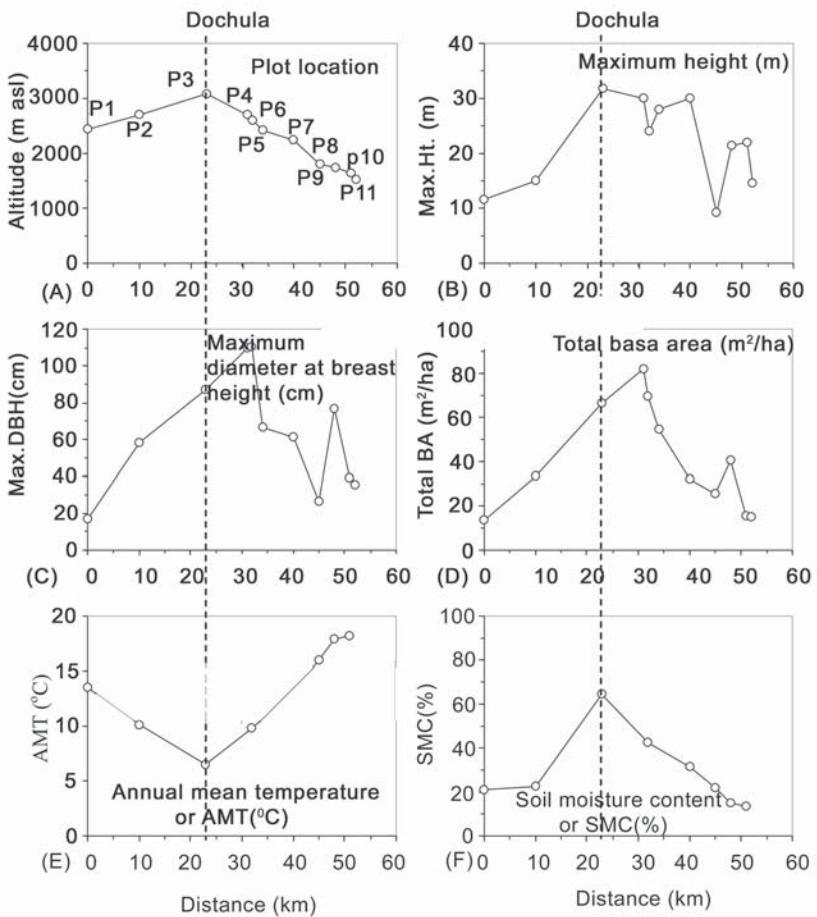 Dochula
Dochula
4000
3000
2000
1000
0
Altitude (m asl)
Plot location
P1
P2
P3
P4
P5
P6
P7
P8
P9
p10
P11
(A)
0 10 20 30 40 50 60
40
30
20
10
0
Max.Ht. (m)
Maximum height (m)
(B)
0 10 20 30 40 50 60
120
100
80
60
40
20
0
Max.DBH(cm)
Maximum
diameter at breast
height (cm)
(C)
0 10 20 30 40 50 60
100
80
60
40
20
0
Total BA (m²/ha)
Total basa area (m²/ha)
(D)
0 10 20 30 40 50 60
20
15
10
5
0
AMT (⁰C)
Annual mean temperature
or AMT(⁰C)
(E)
0 10 20 30 40 50 60
Distance (km)
100
80
60
40
20
0
SMC(%)
Soil moisture content
or SMC(%)
(F)
0 10 20 30 40 50 60
Distance (km)